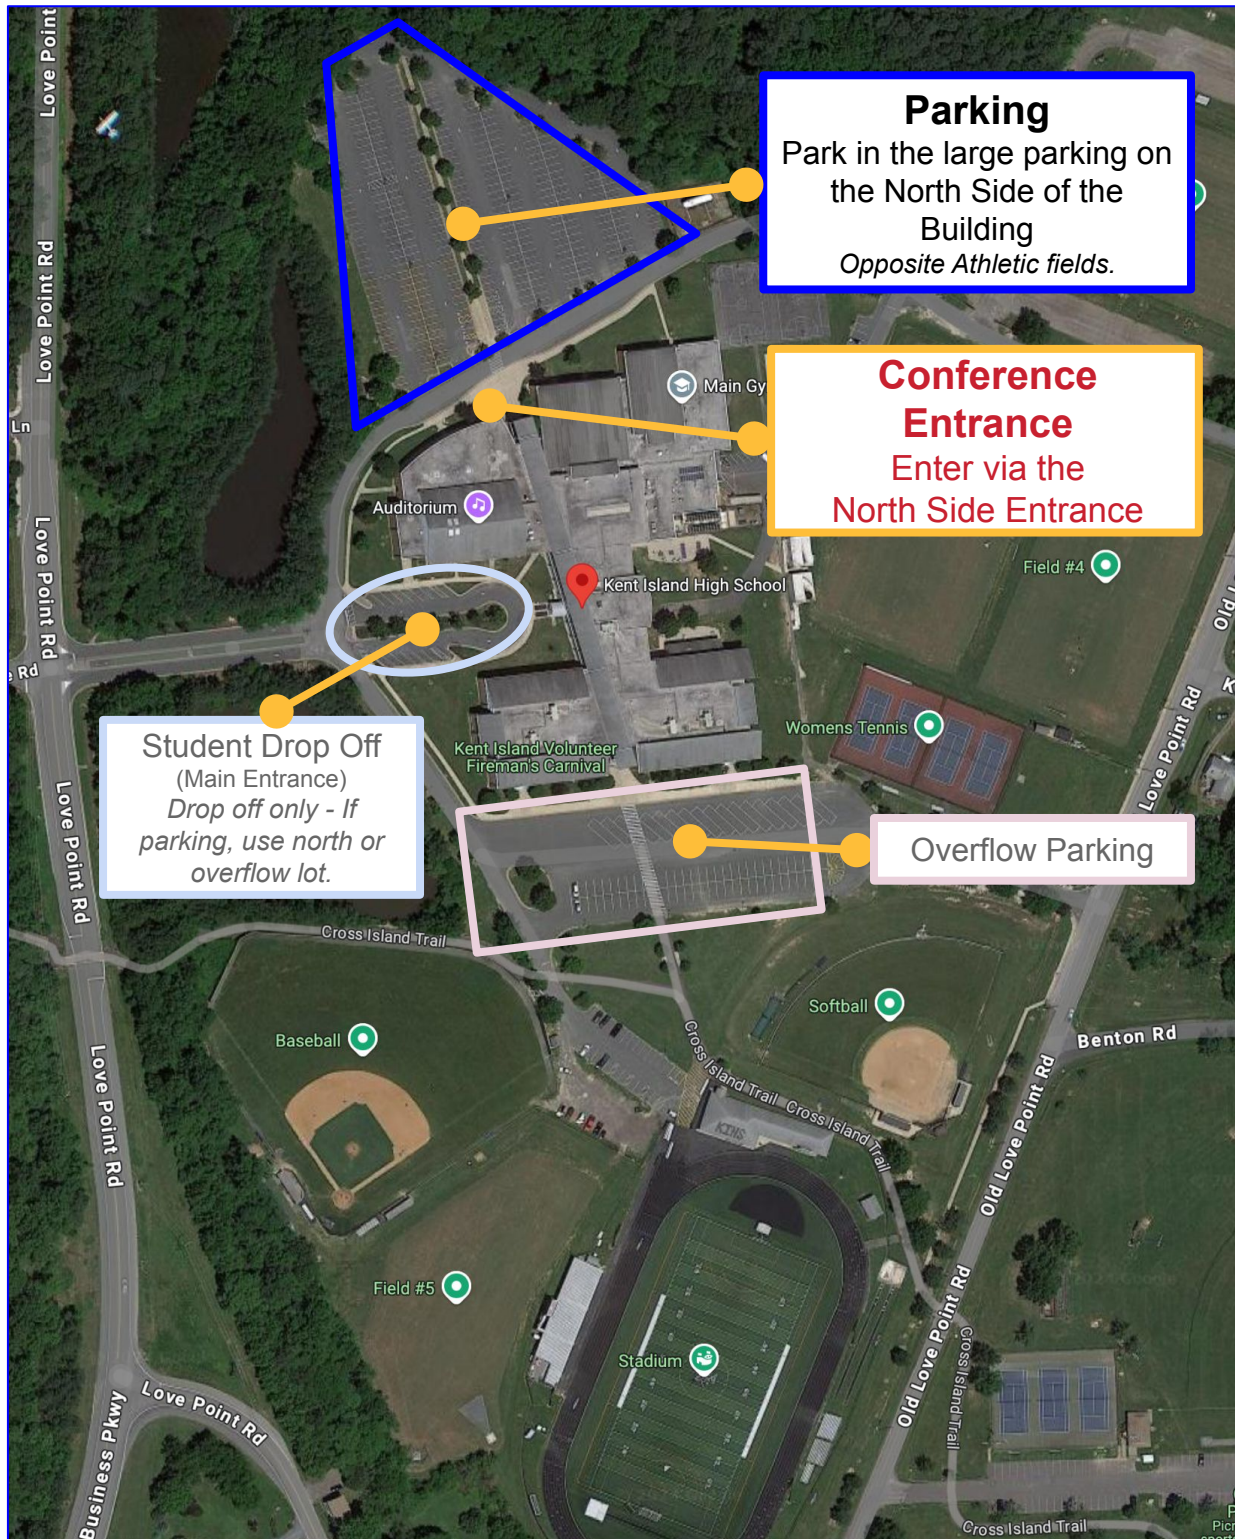 Love Point
Parking
Park in the large parking on
the North Side of the
Building
Opposite Athletic fields.
Love Point Rd
Conference
Entrance
Enter via the
North Side Entrance
Main Gy
Ln
Auditorium
Love Point Rd
Field #4
Kent Island High School
Old L
e Rd
K
Student Drop Off
(Main Entrance)
Drop off only - If
parking, use north or
overflow lot.
Kent Island Volunteer
Fireman's Carnival
Womens Tennis
Love Point Rd
Love Point Rd
Overflow Parking
Cross Island Trail
Baseball
Softball
Benton Rd
Cross Island Trail
Cross Island Trail
KIHS
Love Point Rd
Old Love Point Rd
Field #5
Stadium
Old Love Point Rd
Cross Island Trail
Love Point Rd
Business Pkwy
P
Picn
Cross Island Trail